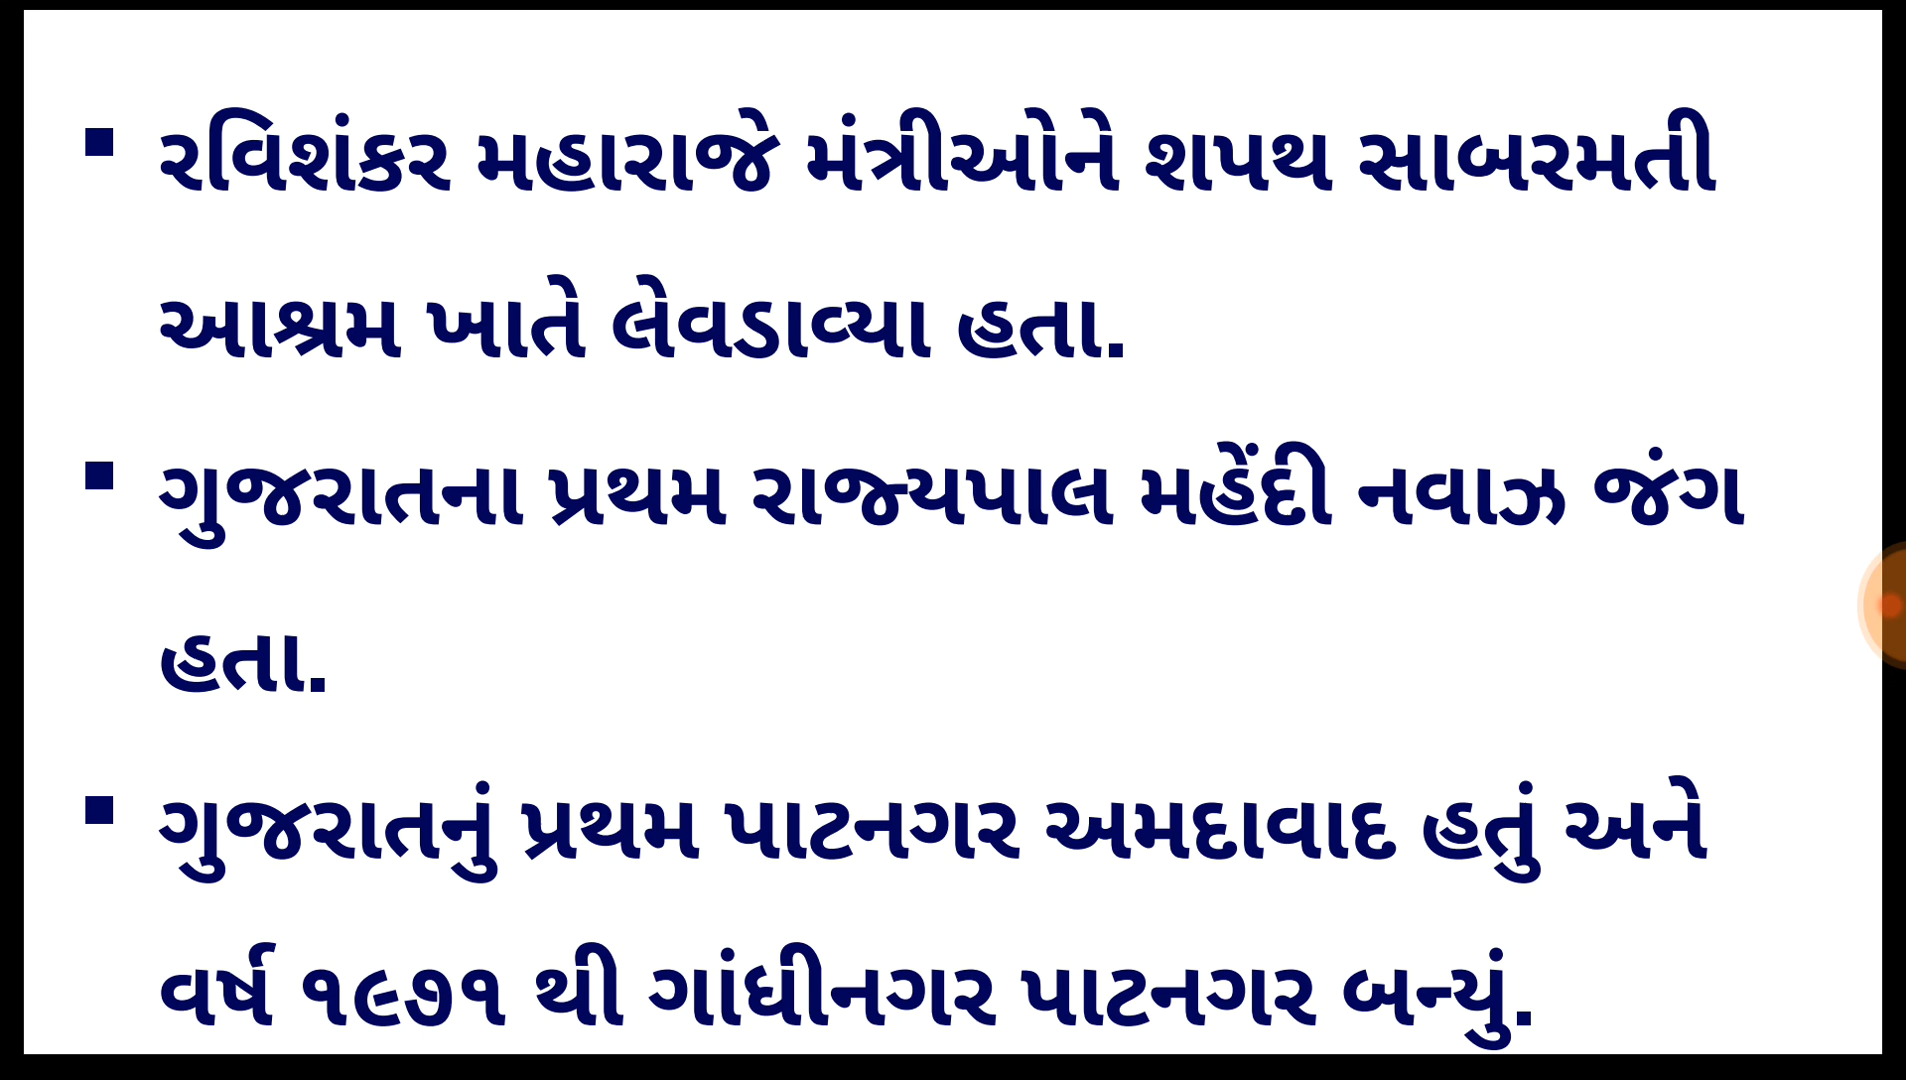 ▪ રવિશંકર મહારાજે મંત્રીઓને શપથ સાબરમતી
આશ્રમ ખાતે લેવડાવ્યા હતા.
▪ ગુજરાતના પ્રથમ રાજ્યપાલ મહેંદી નવાઝ જંગ
હતા.
▪ ગુજરાતનું પ્રથમ પાટનગર અમદાવાદ હતું અને
વર્ષ ૧૯૭૧ થી ગાંધીનગર પાટનગર બન્યું.